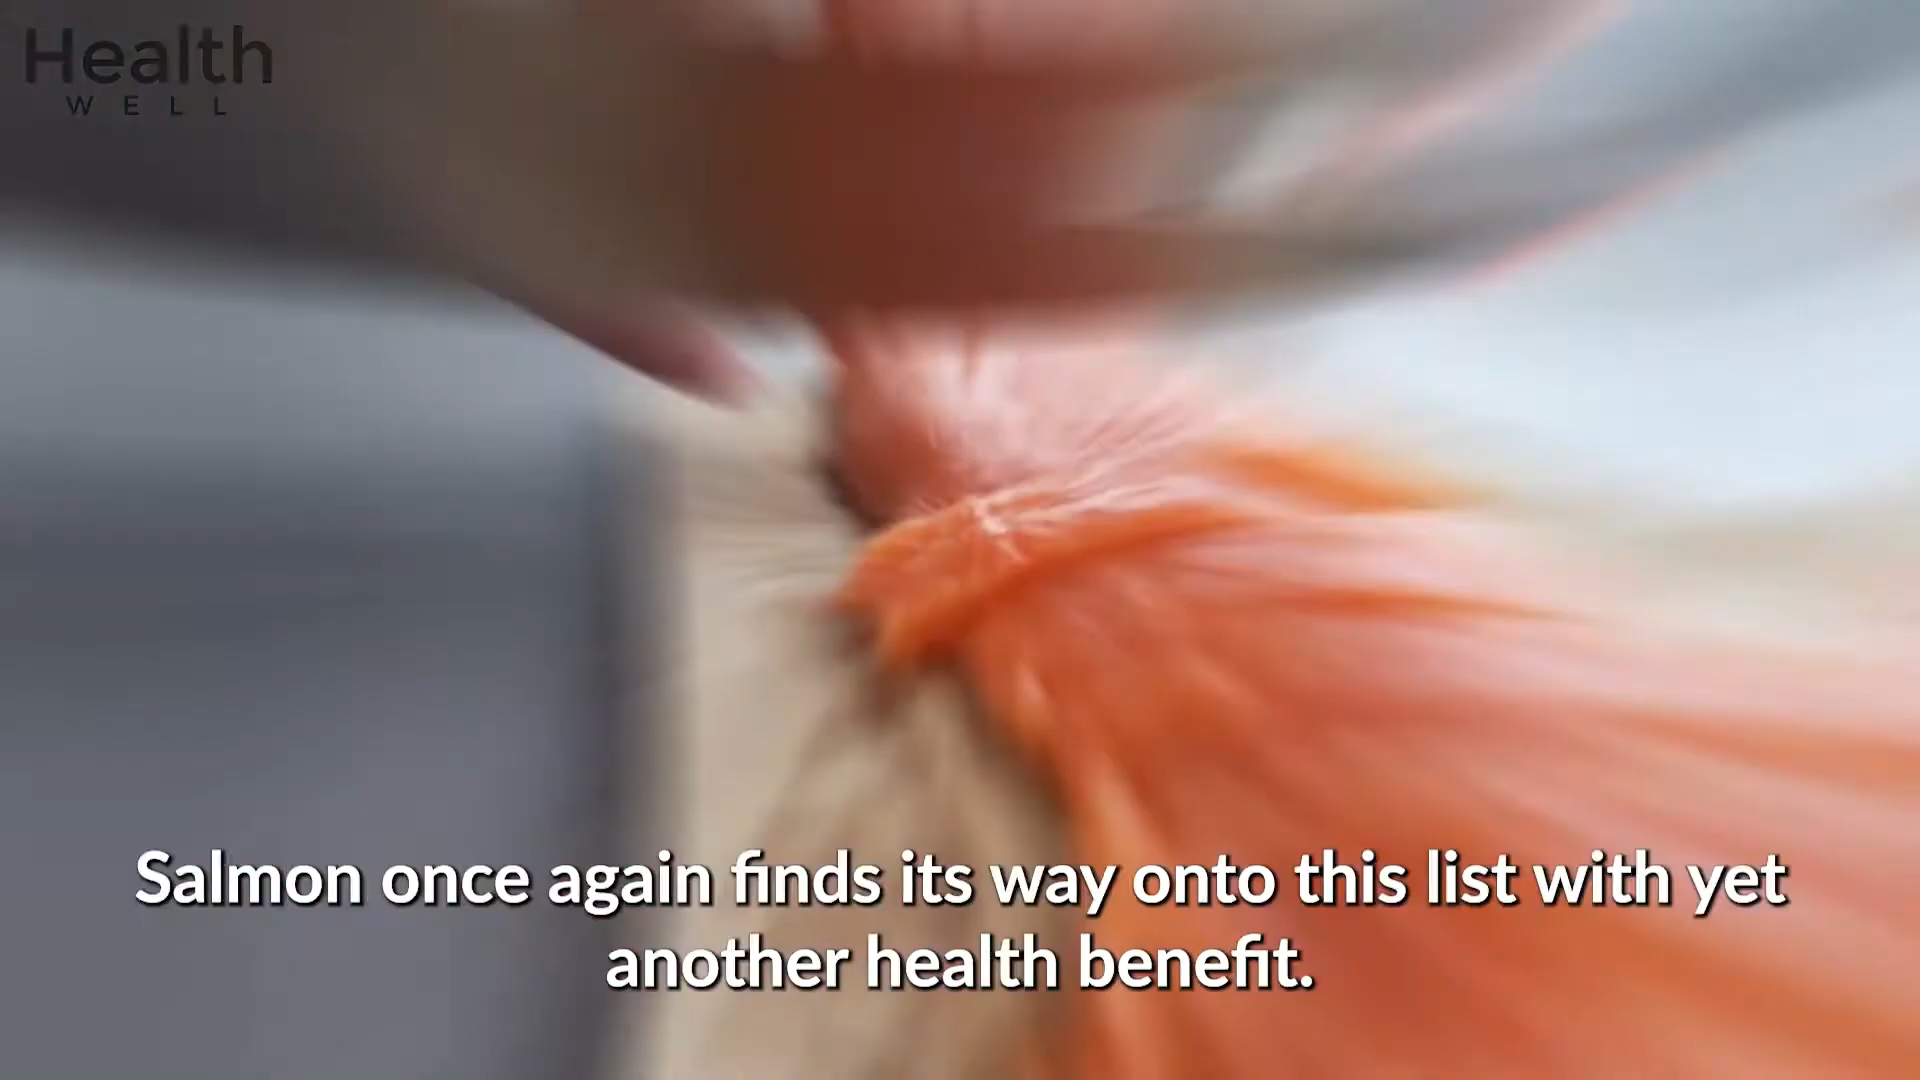 Health
WELL
Salmon once again finds its way onto this list with yet
another health benefit.